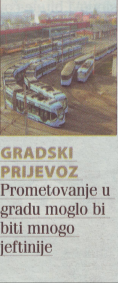 GRADSKI
PRIJEVOZ
Prometovanje u
gradu moglo bi
biti mnogo
jeftinije